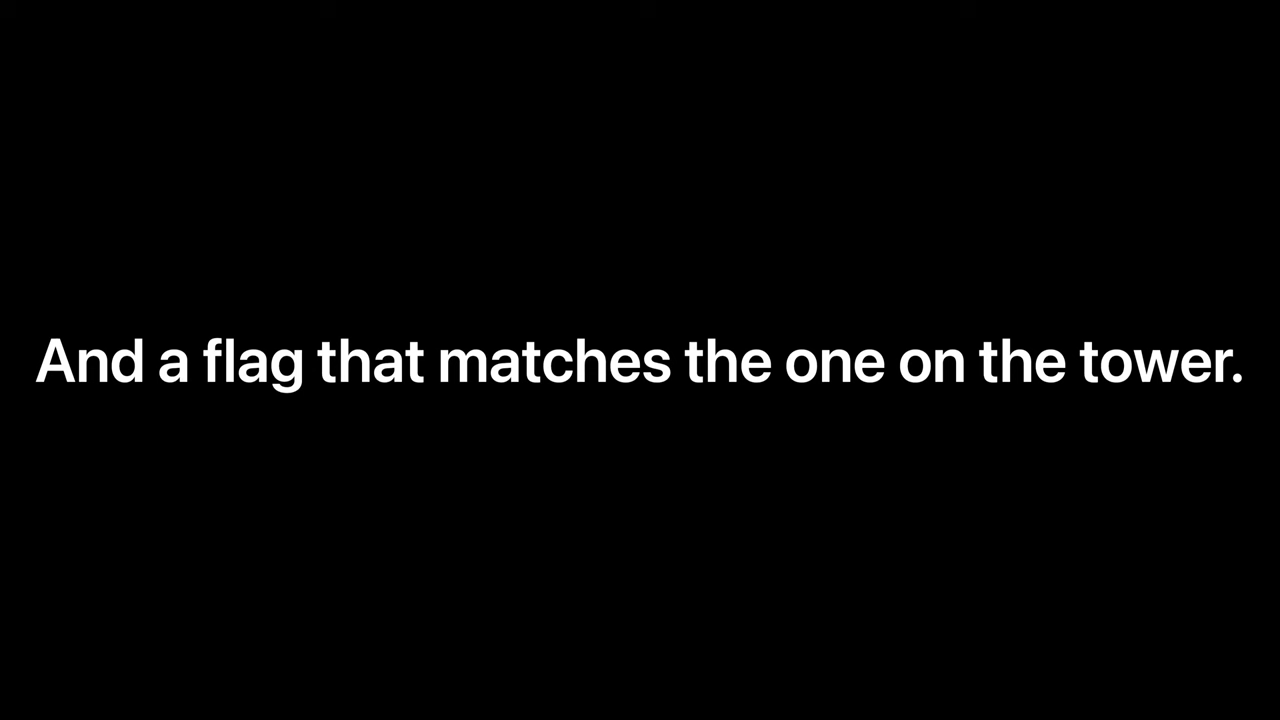 And a flag that matches the one on the tower.